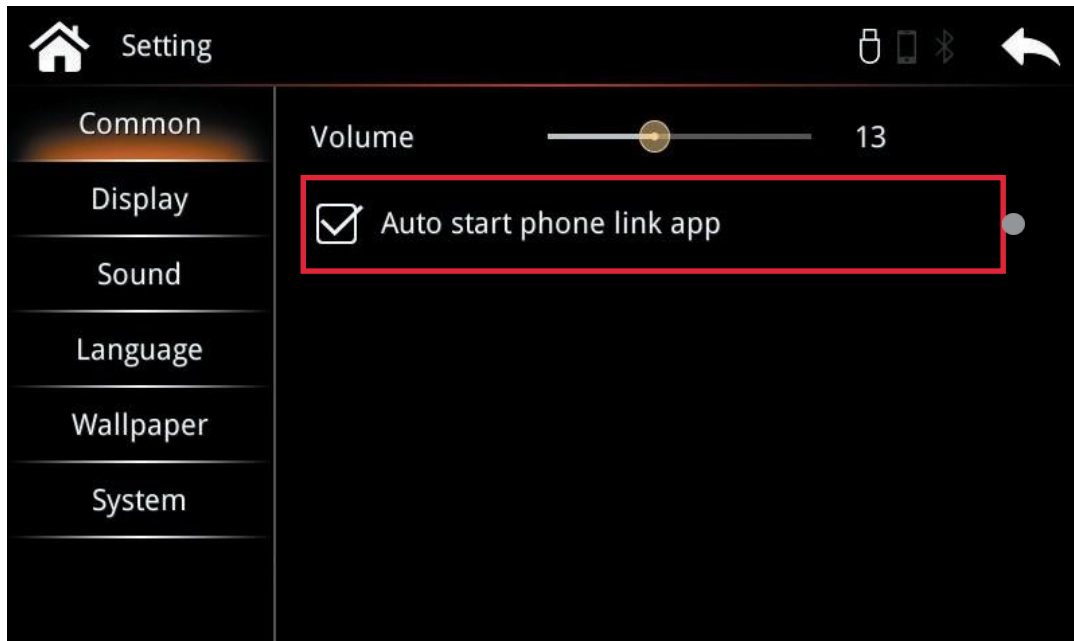 Setting
Common
Volume 13
Auto start phone link app
Display
Sound
Language
Wallpaper
System